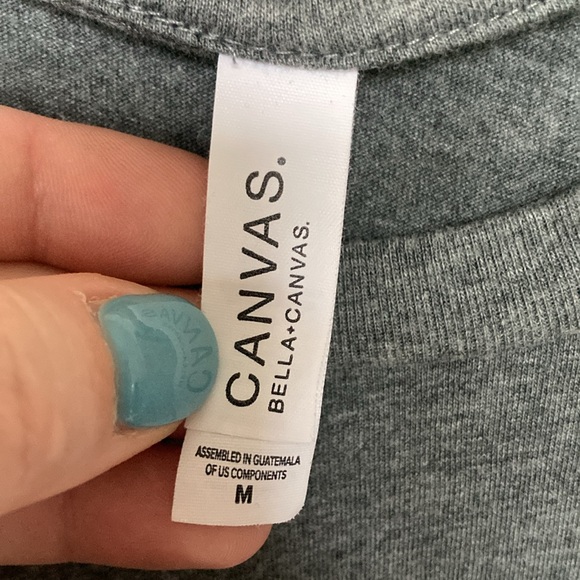 CANVAS.
BELLA+CANVAS.
ASSEMBLED IN GUATEMALA
OF US COMPONENTS
M